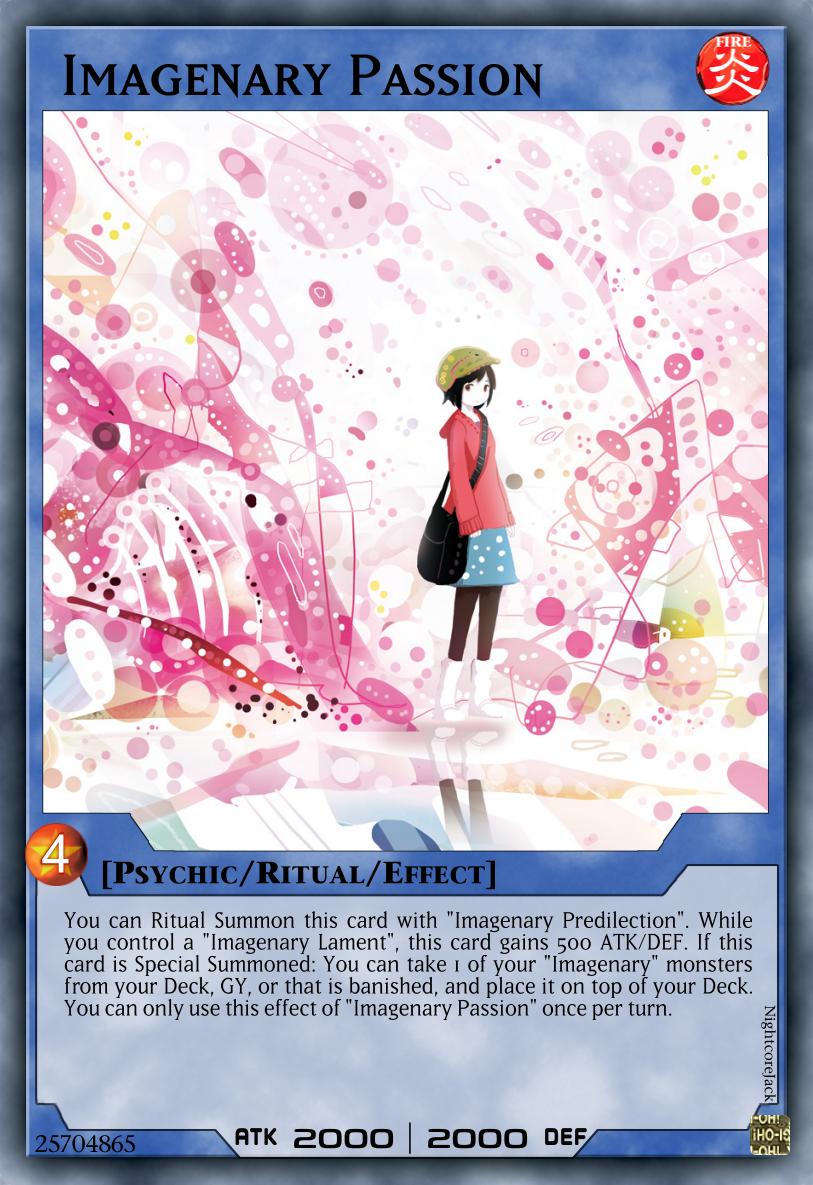 Imagenary Passion
FIRE
炎
4
[Psychic/Ritual/Effect]
You can Ritual Summon this card with "Imagenary Predilection". While
you control a "Imagenary Lament", this card gains 500 ATK/DEF. If this
card is Special Summoned: You can take 1 of your "Imagenary" monsters
from your Deck, GY, or that is banished, and place it on top of your Deck.
You can only use this effect of "Imagenary Passion" once per turn.
NightcoreJack
25704865
ATK 2000 | 2000 DEF
-OH!
-OH!